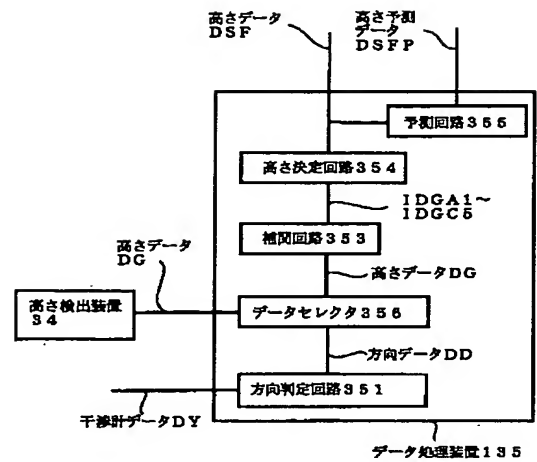 高さデータ
DSF
高さ予測
データ
DSFP
予測回路355
高さ決定回路354
IDGA1～
IDGC5
補間回路353
高さデータ
DG
高さデータDG
高さ検出装置
34
データセレクタ356
方向データDD
方向判定回路351
干渉計データDY
データ処理装置135